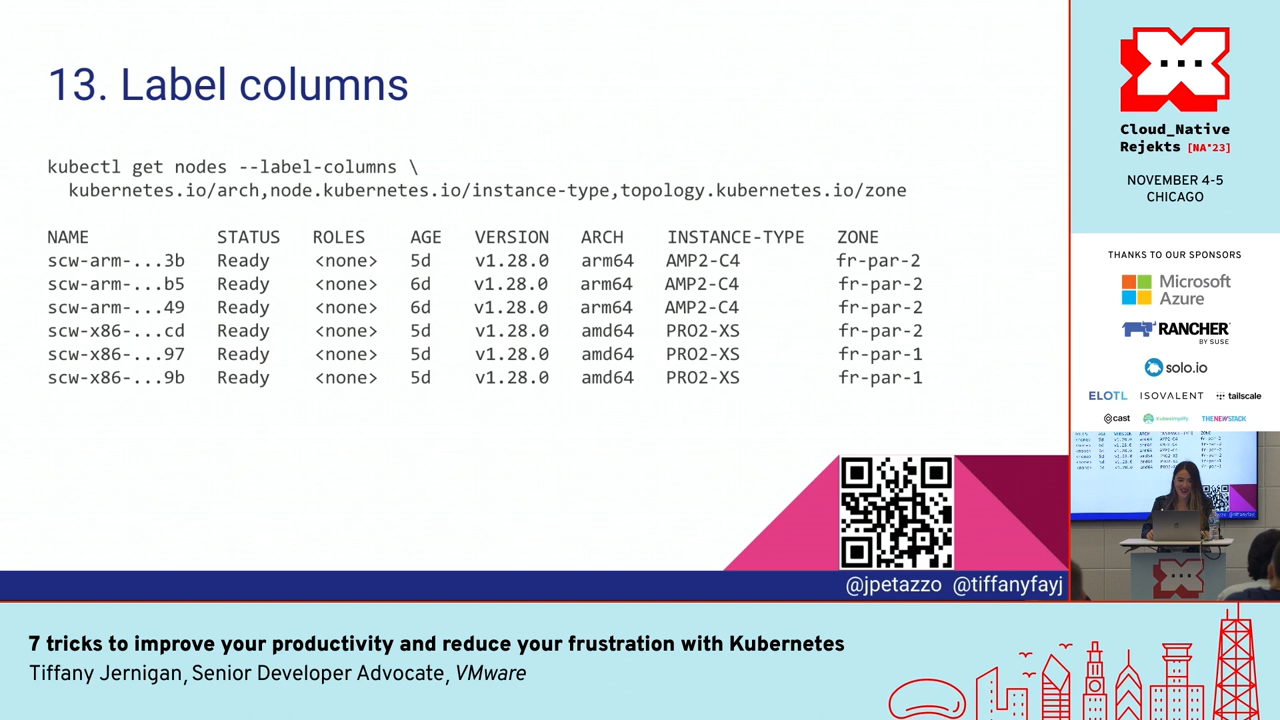 13. Label columns
kubectl get nodes --label-columns \
kubernetes.io/arch,node.kubernetes.io/instance-type,topology.kubernetes.io/zone
NAME STATUS ROLES AGE VERSION ARCH INSTANCE-TYPE ZONE
scw-arm-...3b Ready <none> 5d v1.28.0 arm64 AMP2-C4 fr-par-2
scw-arm-...b5 Ready <none> 6d v1.28.0 arm64 AMP2-C4 fr-par-2
scw-arm-...49 Ready <none> 6d v1.28.0 arm64 AMP2-C4 fr-par-2
scw-x86-...cd Ready <none> 5d v1.28.0 amd64 PRO2-XS fr-par-2
scw-x86-...97 Ready <none> 5d v1.28.0 amd64 PRO2-XS fr-par-1
scw-x86-...9b Ready <none> 5d v1.28.0 amd64 PRO2-XS fr-par-1
@jpetazzo @tiffanyfayj
Cloud_Native
Rejekts [NA'23]
NOVEMBER 4-5
CHICAGO
THANKS TO OUR SPONSORS
Microsoft
Azure
RANCHER
BY SUSE
solo.io
ELOTL ISOVALENT tailscale
cast Kubesimplify THENEWSTACK
7 tricks to improve your productivity and reduce your frustration with Kubernetes
Tiffany Jernigan, Senior Developer Advocate, VMware